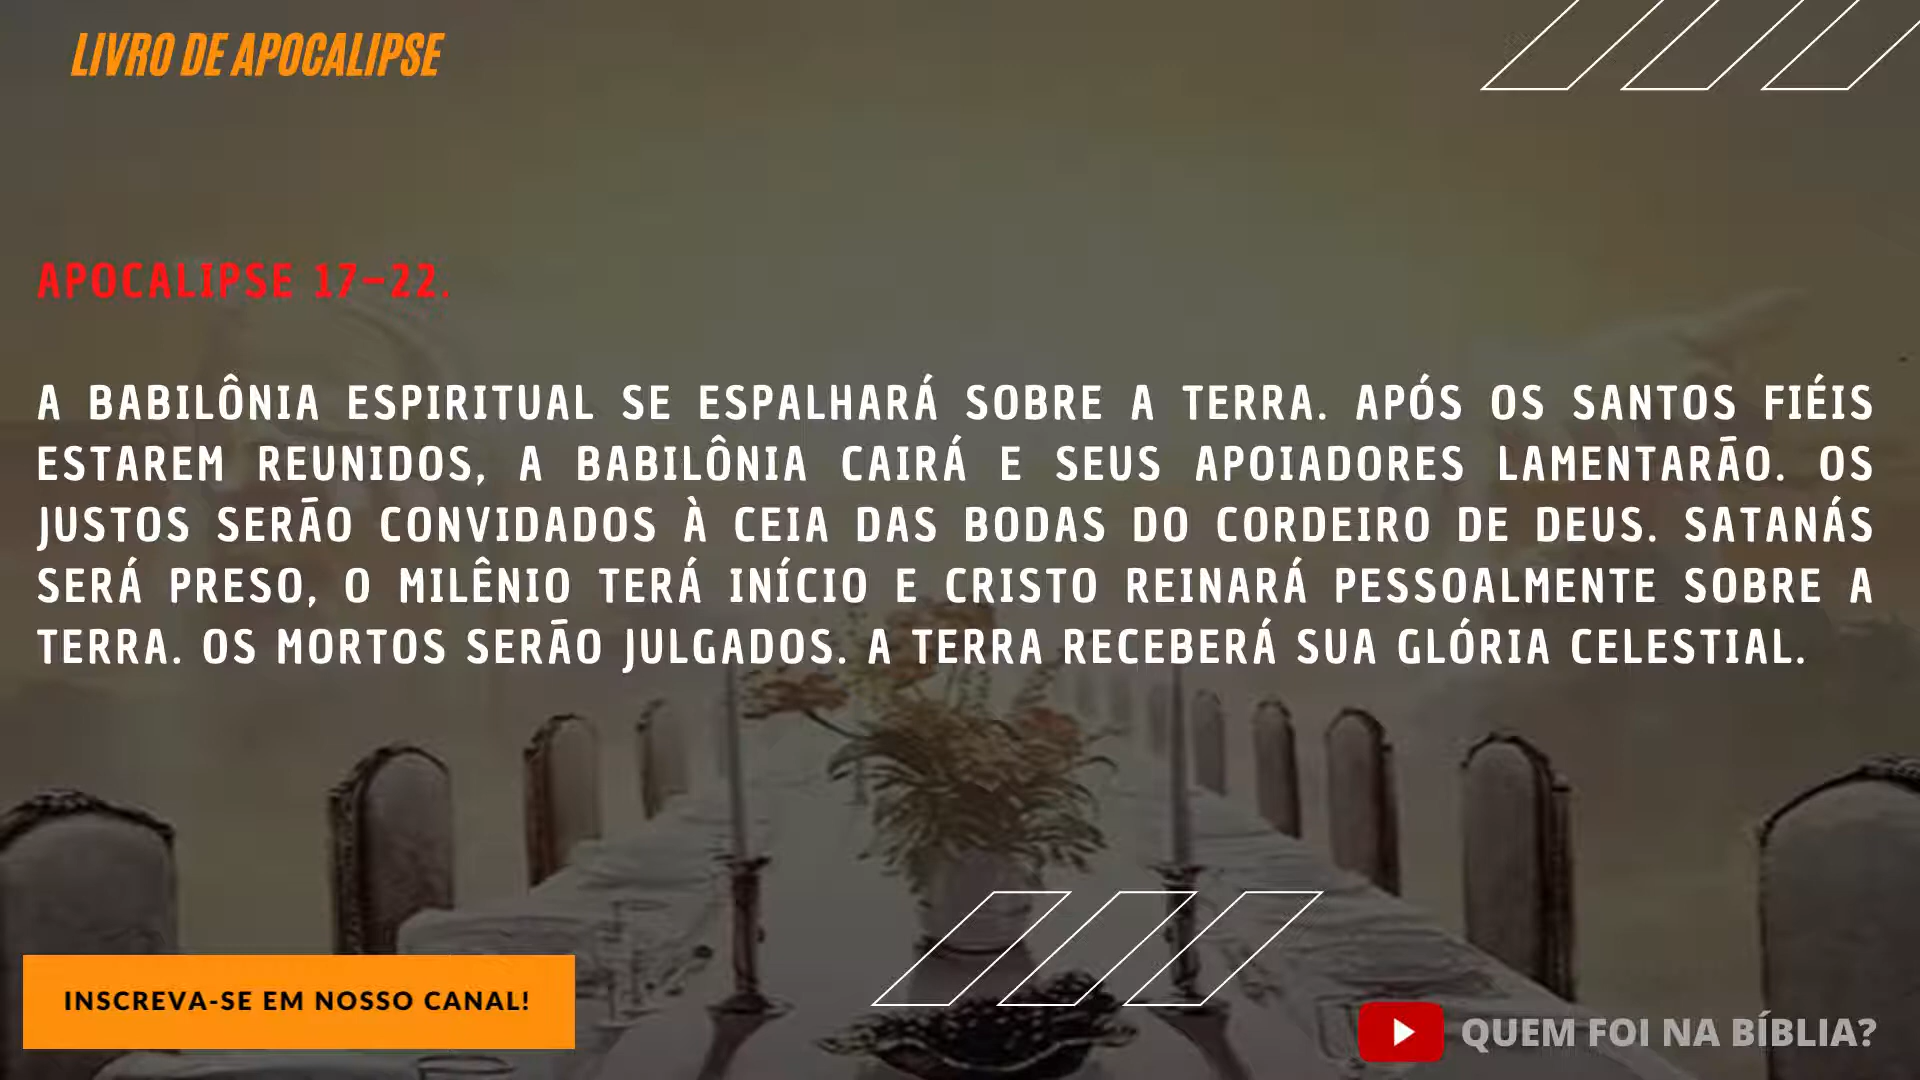 LIVRO DE APOCALIPSE
APOCALIPSE 17–22.
A BABILÔNIA ESPIRITUAL SE ESPALHARÁ SOBRE A TERRA. APÓS OS SANTOS FIÉIS
ESTAREM REUNIDOS, A BABILÔNIA CAIRÁ E SEUS APOIADORES LAMENTARÃO. OS
JUSTOS SERÃO CONVIDADOS À CEIA DAS BODAS DO CORDEIRO DE DEUS. SATANÁS
SERÁ PRESO, O MILÊNIO TERÁ INÍCIO E CRISTO REINARÁ PESSOALMENTE SOBRE A
TERRA. OS MORTOS SERÃO JULGADOS. A TERRA RECEBERÁ SUA GLÓRIA CELESTIAL.
INSCREVA-SE EM NOSSO CANAL!
QUEM FOI NA BÍBLIA?